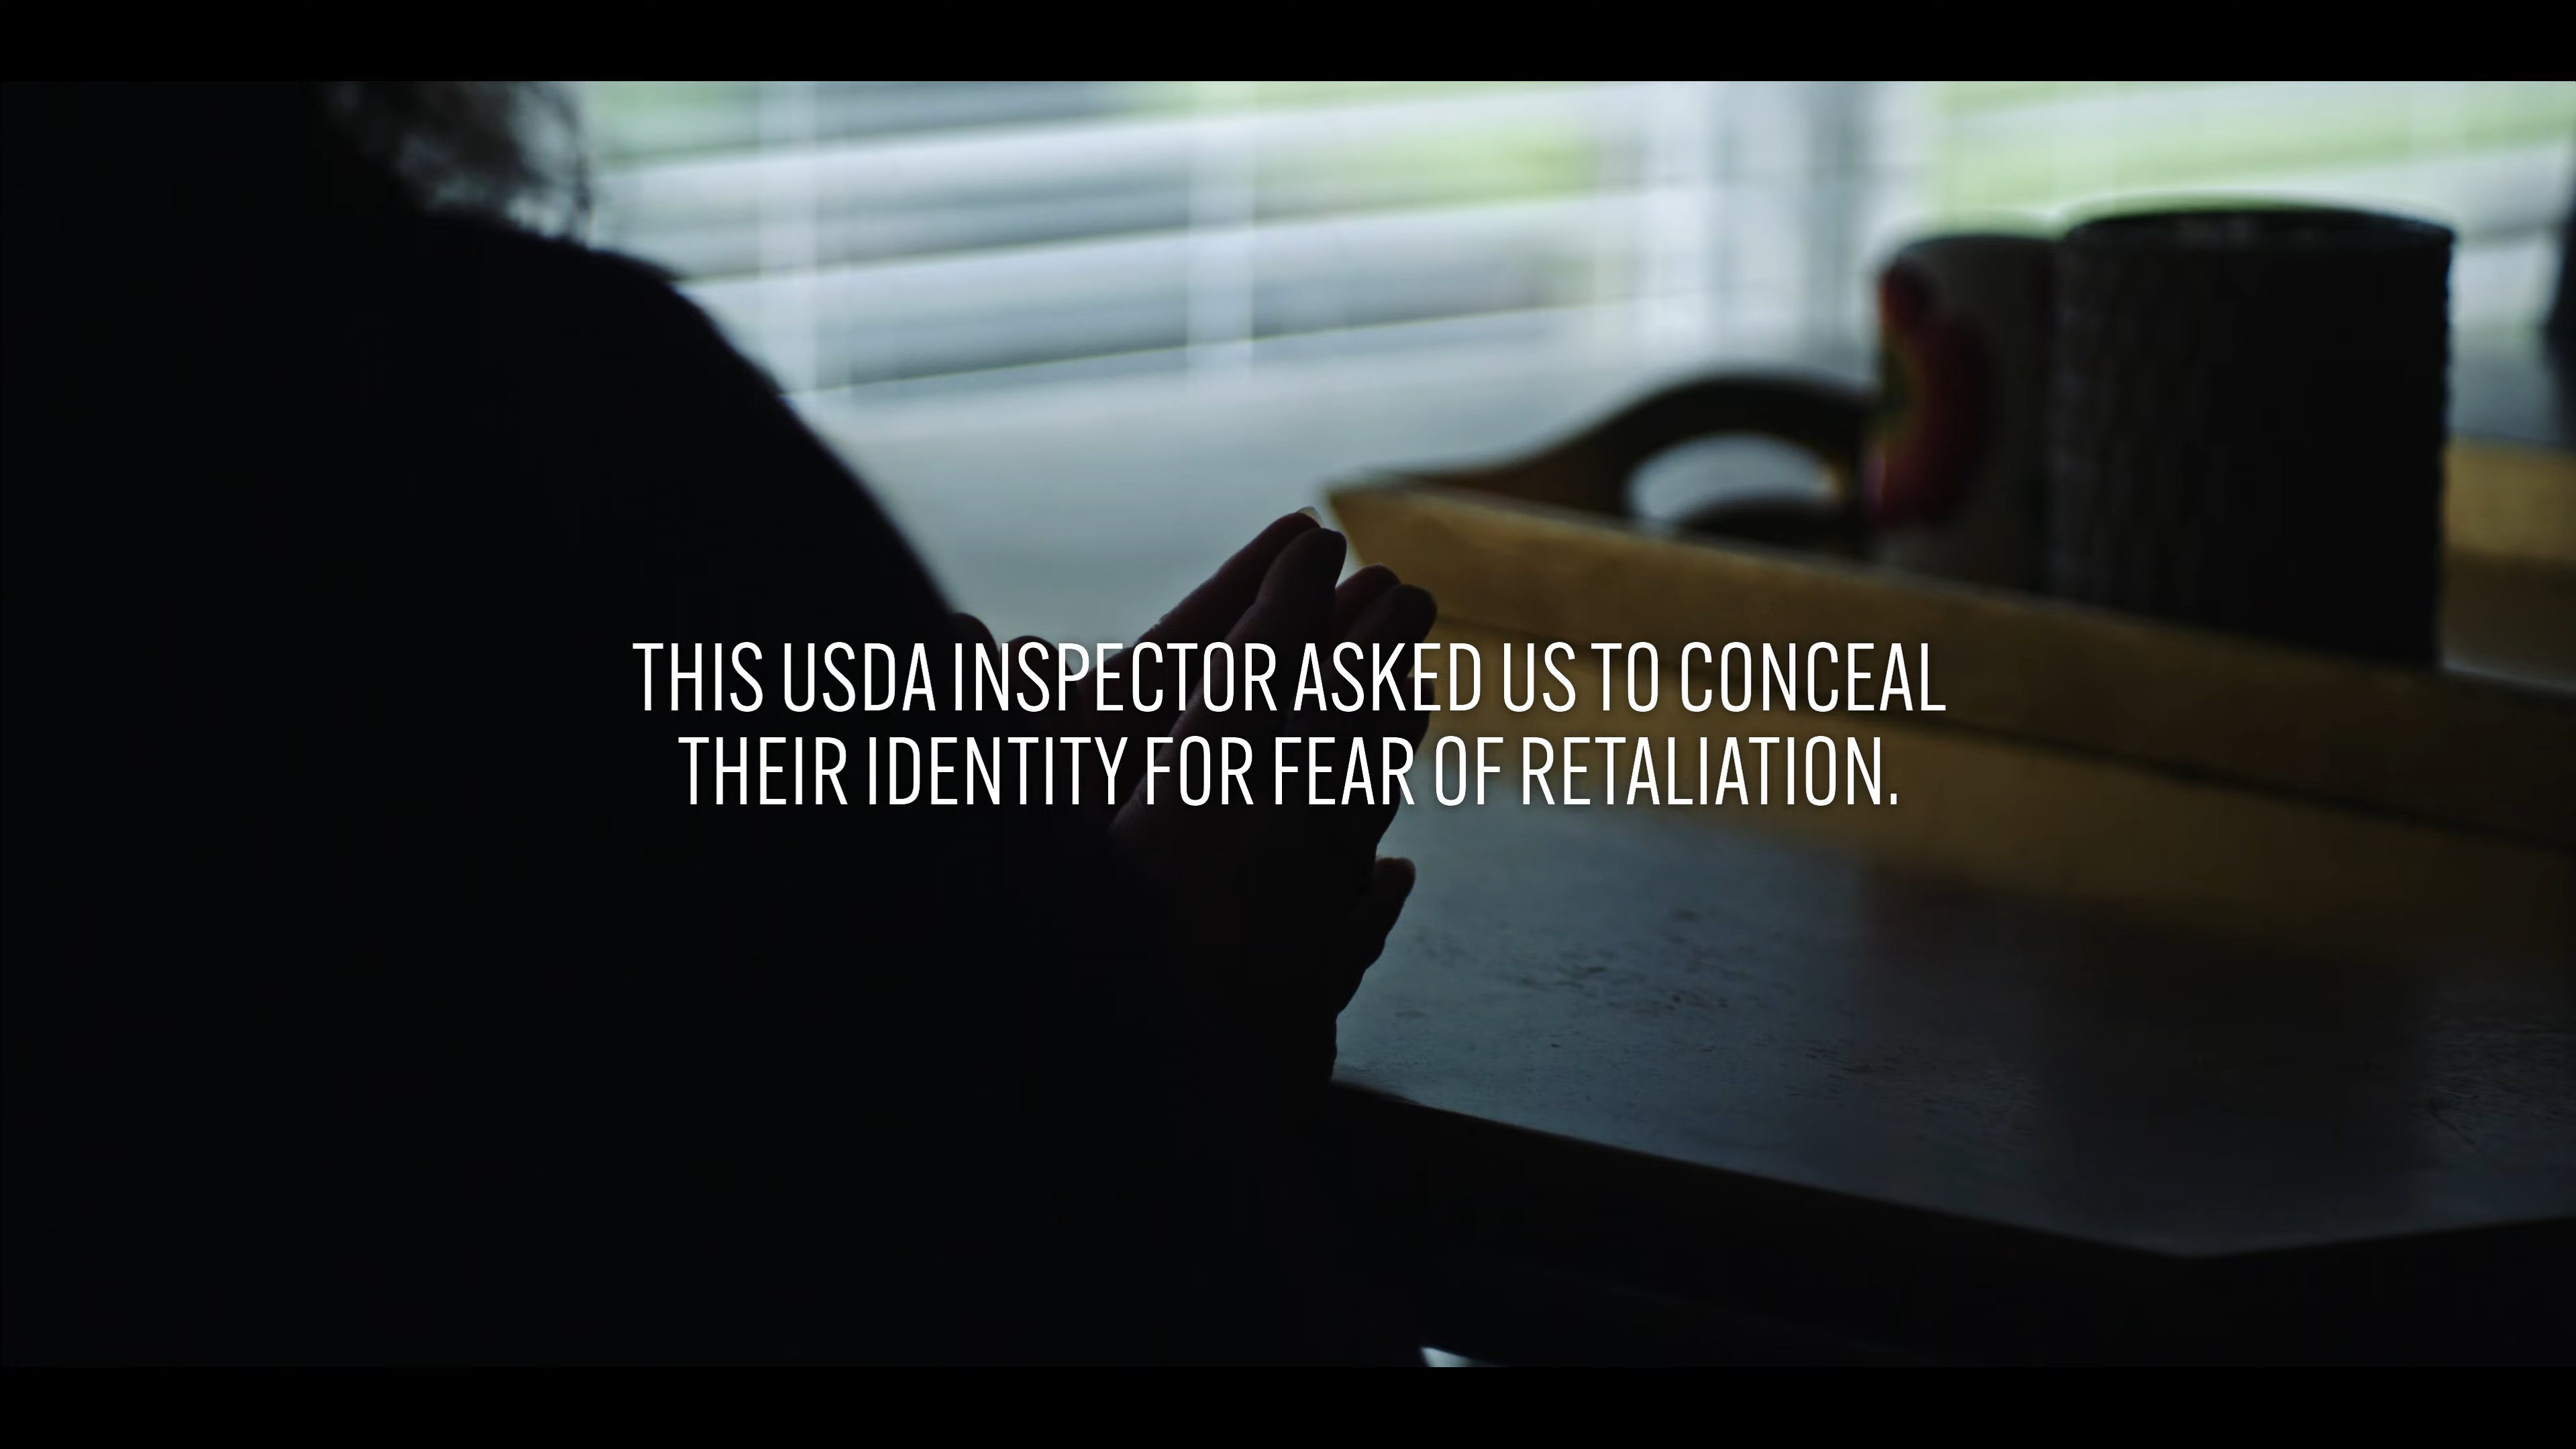 THIS USDA INSPECTOR ASKED US TO CONCEAL
THEIR IDENTITY FOR FEAR OF RETALIATION.